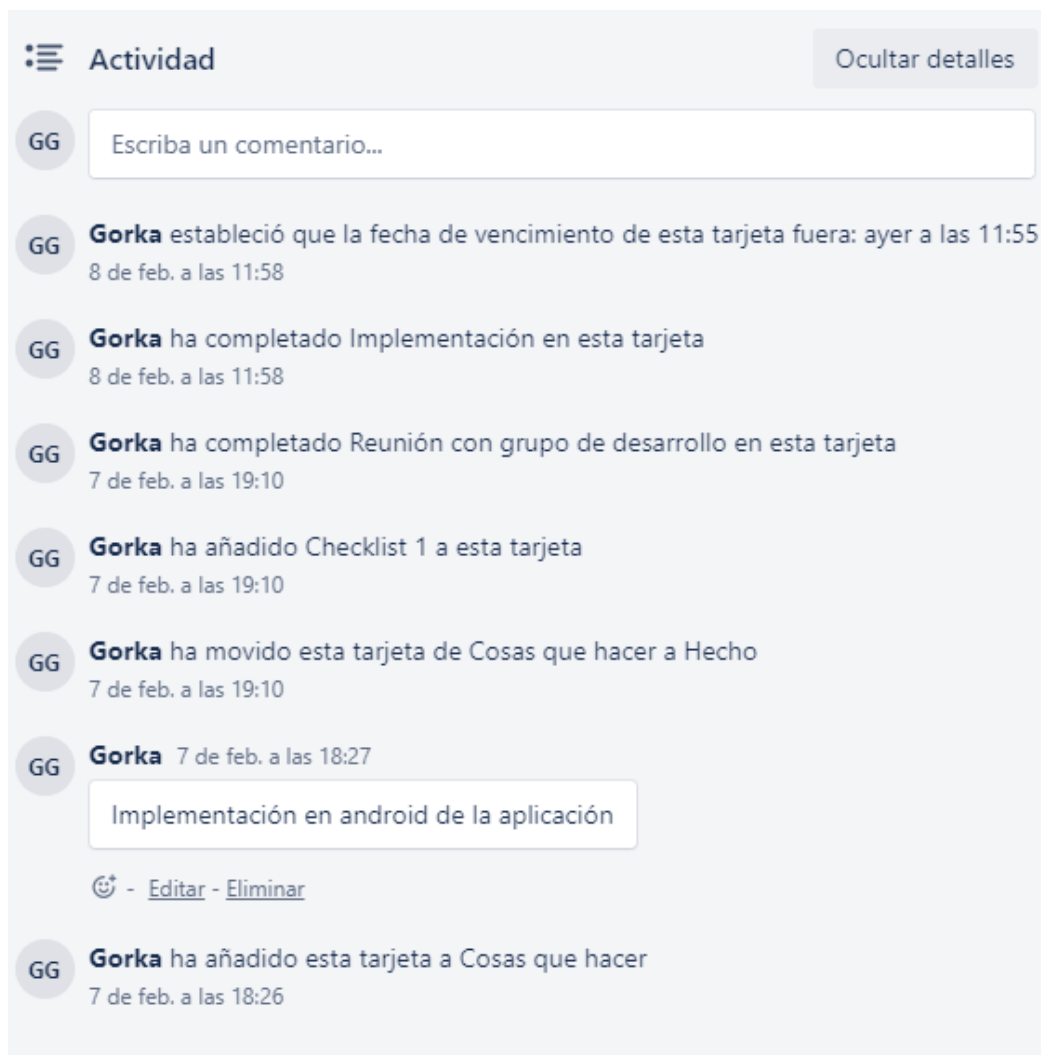 Actividad
Ocultar detalles
GG
Escriba un comentario...
GG
Gorka estableció que la fecha de vencimiento de esta tarjeta fuera: ayer a las 11:55
8 de feb. a las 11:58
GG
Gorka ha completado Implementación en esta tarjeta
8 de feb. a las 11:58
GG
Gorka ha completado Reunión con grupo de desarrollo en esta tarjeta
7 de feb. a las 19:10
GG
Gorka ha añadido Checklist 1 a esta tarjeta
7 de feb. a las 19:10
GG
Gorka ha movido esta tarjeta de Cosas que hacer a Hecho
7 de feb. a las 19:10
GG
Gorka 7 de feb. a las 18:27
Implementación en android de la aplicación
- Editar - Eliminar
GG
Gorka ha añadido esta tarjeta a Cosas que hacer
7 de feb. a las 18:26